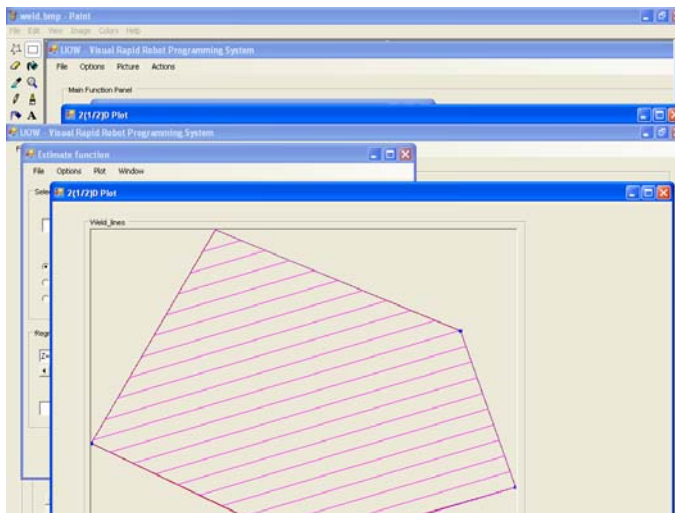 weld.bmp - Paint
File Edit View Image Colors Help
UOW - Visual Rapid Robot Programming System
File Options Picture Actions
Main Function Panel
A
2(1/2)D Plot
UOW - Visual Rapid Robot Programming System
Estimate function
File Options Plot Window
2(1/2)D Plot
Weld_lines